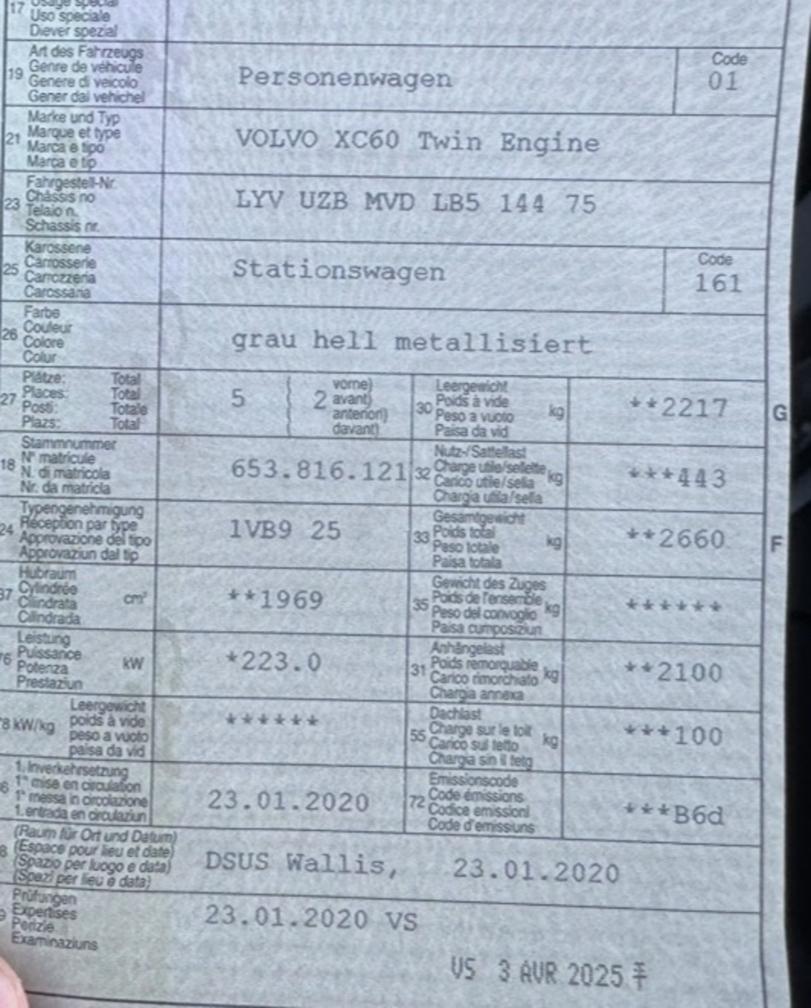 17 Usage spécial
Uso speciale
Diever spezial
19 Art des Fahrzeugs
Genre de véhicule
Genere di veicolo
Gener dal vehichel
Personenwagen
Code
01
21 Marke und Typ
Marque et type
Marca e tipo
Marca e tip
VOLVO XC60 Twin Engine
23 Fahrgestell-Nr.
Châssis no
Telaio n.
Schassis nr.
LYV UZB MVD LB5 144 75
25 Karosserie
Carrosserie
Carrozzeria
Carossaria
Stationswagen
Code
161
26 Farbe
Couleur
Colore
Colur
grau hell metallisiert
27 Plätze: Total
Places: Total
Posti: Totale
Plazs: Total
5 2 vorne)
avant)
anteriori)
davant)
30 Leergewicht
Poids à vide
Peso a vuoto
Paisa da vid
kg
**2217
G
18 Stammnummer
N° matricule
N. di matricola
Nr. da matricla
653.816.121
32 Nutz-/Sattellast
Charge utile/sellette
Carico utile/sella
Chargia utila/sella
kg
***443
24 Typengenehmigung
Réception par type
Approvazione del tipo
Approvaziun dal tip
1VB9 25
33 Gesamtgewicht
Poids total
Peso totale
Paisa totala
kg
**2660
F
37 Hubraum
Cylindrée
Cilindrata
Cilindrada
cm³
**1969
35 Gewicht des Zuges
Poids de l'ensemble
Peso del convoglio
Paisa cumposiziun
kg
******
76 Leistung
Puissance
Potenza
Prestaziun
kW
*223.0
31 Anhängelast
Poids remorquable
Carico rimorchiato
Chargia annexa
kg
**2100
78 kW/kg Leergewicht
poids à vide
peso a vuoto
paisa da vid
******
55 Dachlast
Charge sur le toit
Carico sul tetto
Chargia sin il tetg
kg
***100
36 1. Inverkehrsetzung
1re mise en circulation
1a messa in circolazione
1. entrada en circulaziun
23.01.2020
72 Emissionscode
Code émissions
Codice emissioni
Code d'emissiuns
***B6d
8 (Raum für Ort und Datum)
(Espace pour lieu et date)
(Spazio per luogo e data)
(Spazi per lieu e data)
DSUS Wallis, 23.01.2020
9 Prüfungen
Expertises
Perizie
Examinaziuns
23.01.2020 VS
VS 3 AVR 2025